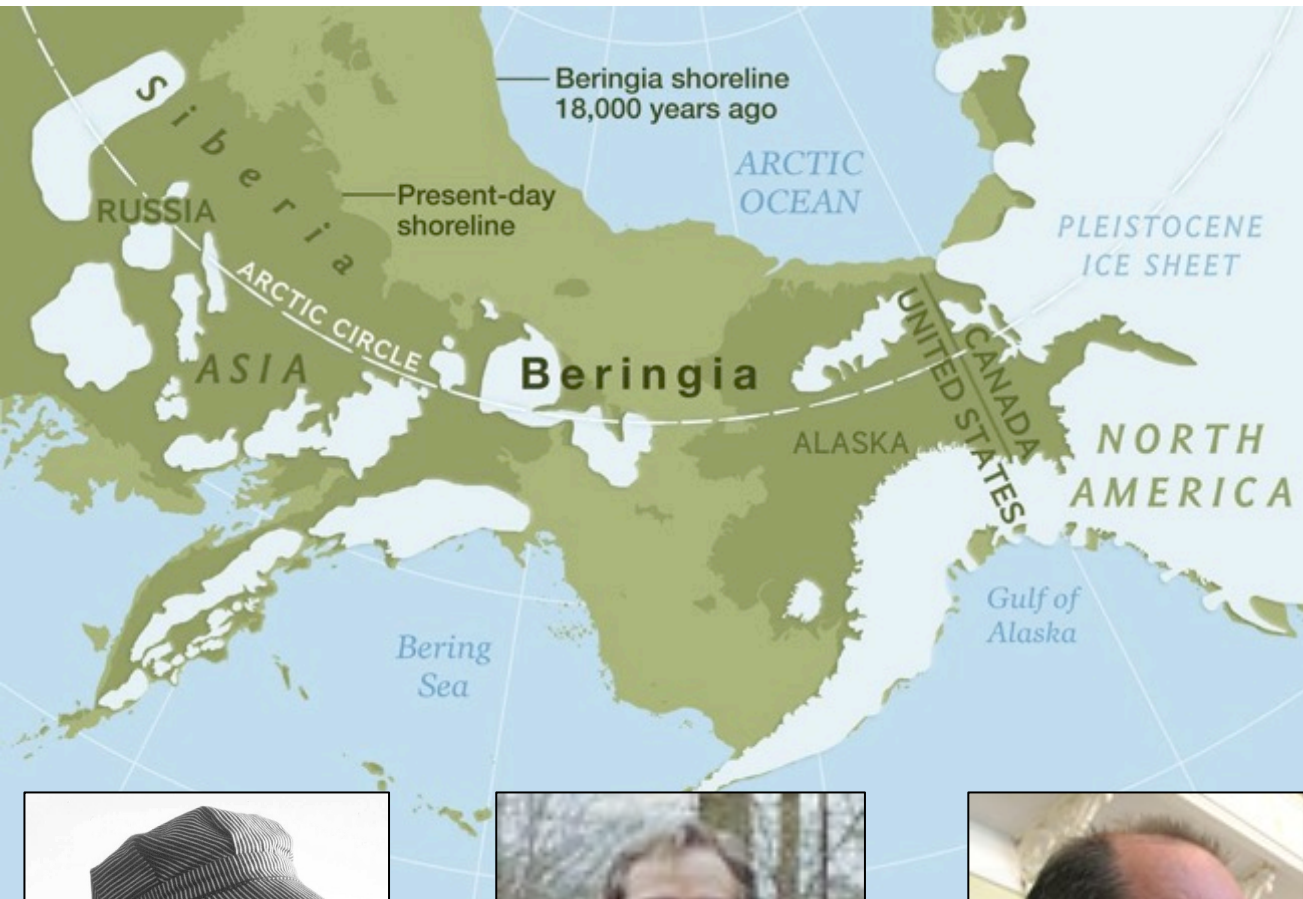 Beringia shoreline
18,000 years ago
ARCTIC
OCEAN
Siberia
Present-day
shoreline
RUSSIA
PLEISTOCENE
ICE SHEET
ARCTIC CIRCLE
ASIA
Beringia
UNITED STATES
CANADA
ALASKA
NORTH
AMERICA
Bering
Sea
Gulf of
Alaska